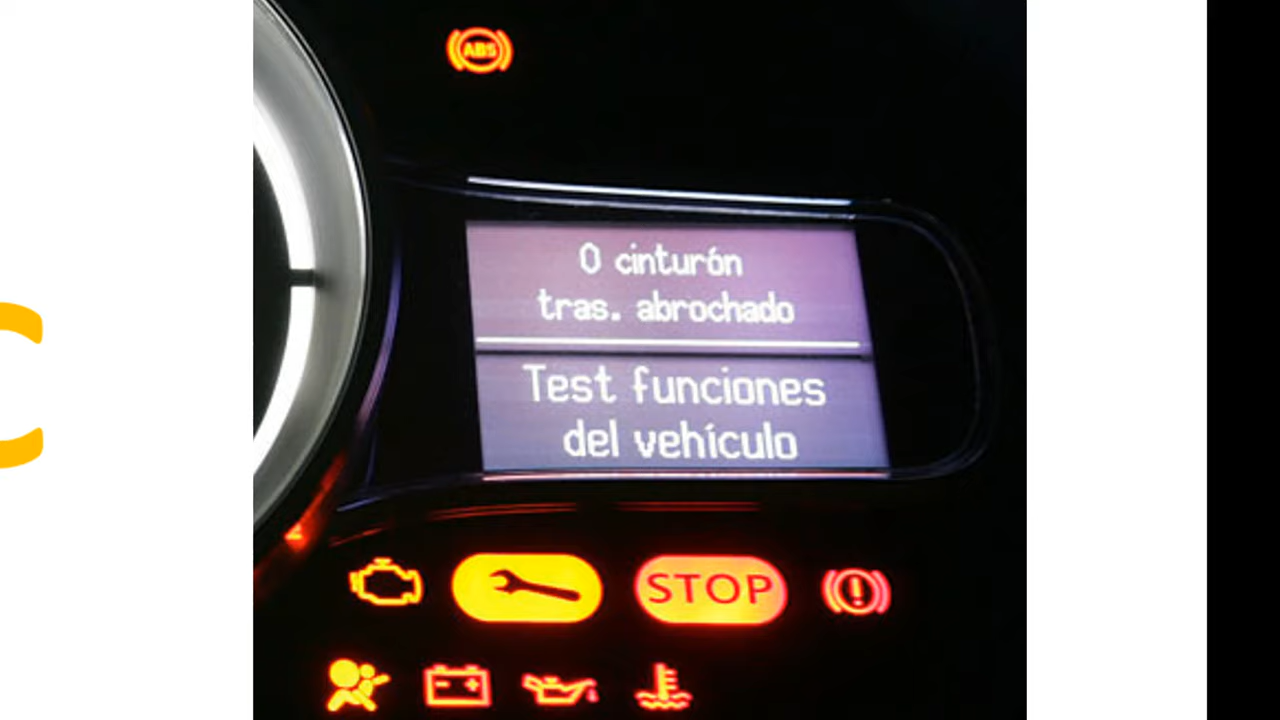 ABS
0 cinturón
tras. abrochado
Test funciones
del vehículo
STOP